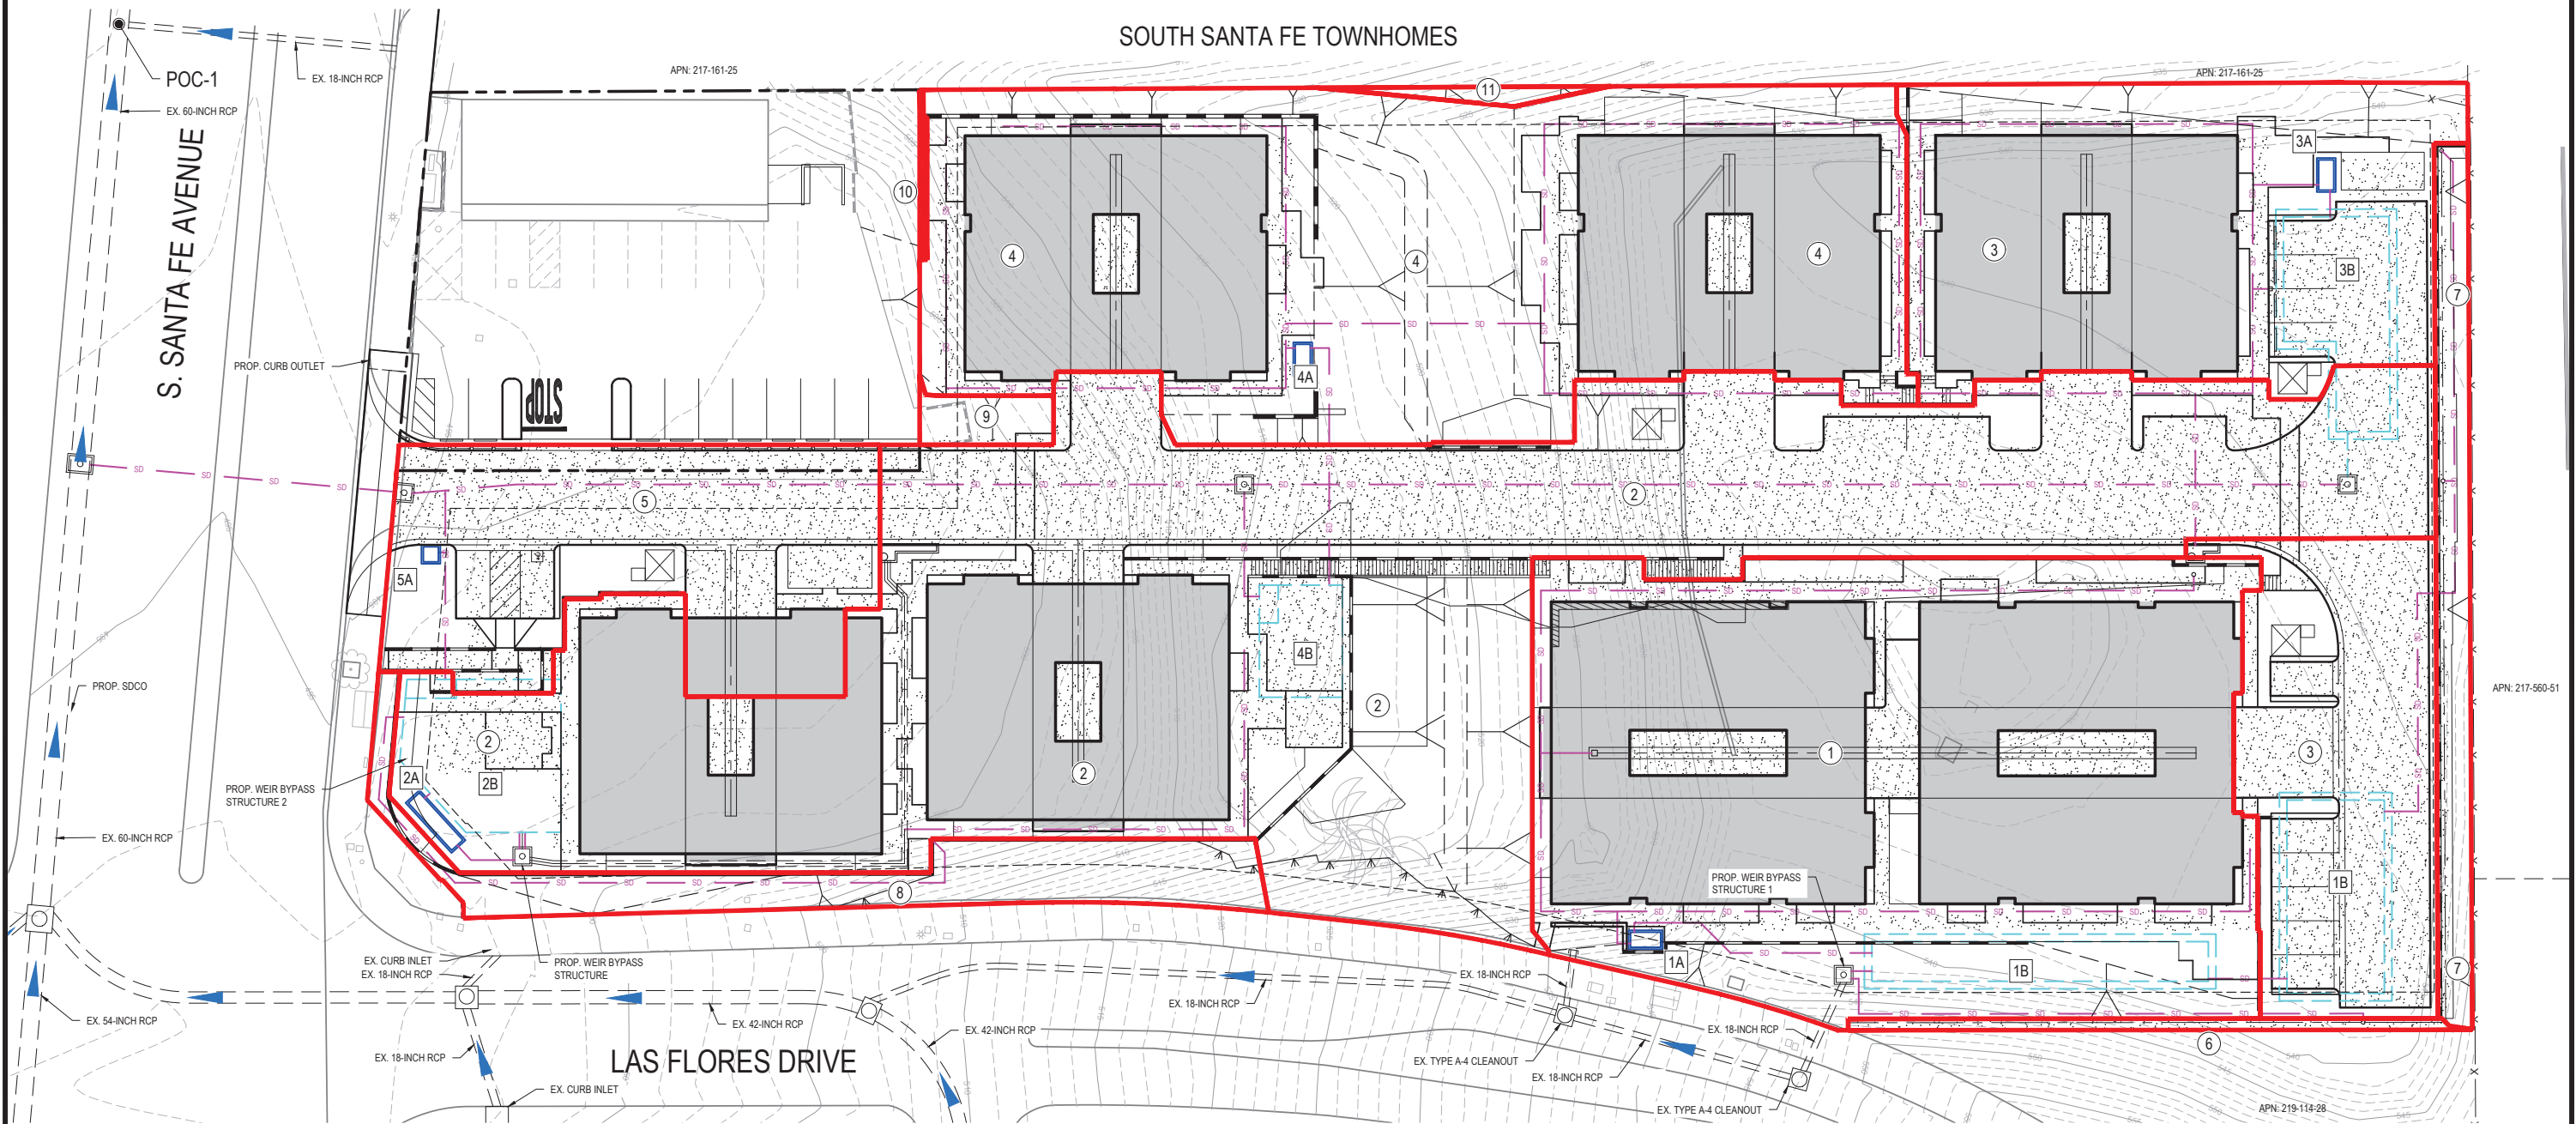 SOUTH SANTA FE TOWNHOMES
POC-1
EX. 18-INCH RCP
APN: 217-161-25
APN: 217-161-25
EX. 60-INCH RCP
S. SANTA FE AVENUE
11
10
3A
4
4
4
3
3B
7
PROP. CURB OUTLET
STOP
4A
9
5
2
5A
4B
PROP. SDCO
APN: 217-560-51
2
2
2A
2B
PROP. WEIR BYPASS
STRUCTURE 2
2
1
3
EX. 60-INCH RCP
8
PROP. WEIR BYPASS
STRUCTURE 1
1B
EX. CURB INLET
EX. 18-INCH RCP
PROP. WEIR BYPASS
STRUCTURE
1A
1B
7
EX. 18-INCH RCP
EX. 18-INCH RCP
EX. 54-INCH RCP
EX. 42-INCH RCP
EX. 42-INCH RCP
EX. 18-INCH RCP
6
EX. 18-INCH RCP
LAS FLORES DRIVE
EX. TYPE A-4 CLEANOUT
EX. 18-INCH RCP
EX. CURB INLET
EX. TYPE A-4 CLEANOUT
APN: 219-114-28